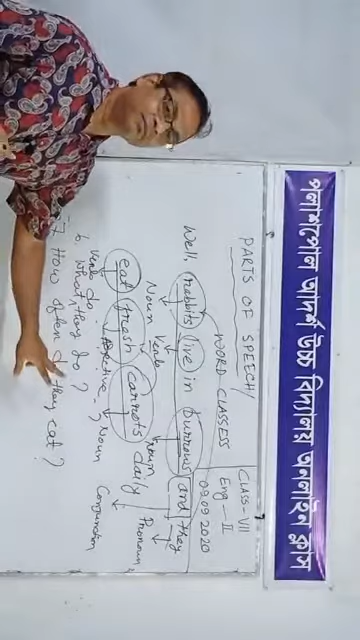 পলাশপোল আদর্শ উচ্চ বিদ্যালয় অনলাইন ক্লাস
PARTS OF SPEECH/
WORD CLASSES
CLASS-VII
Eng-II
09.09.2020
Well, rabbits live in burrows and they
Noun Verb Noun Pronoun
eat fresh carrots daily
Verb Adjective Noun Conjunction
6. What do they do?
7. How often do they eat?